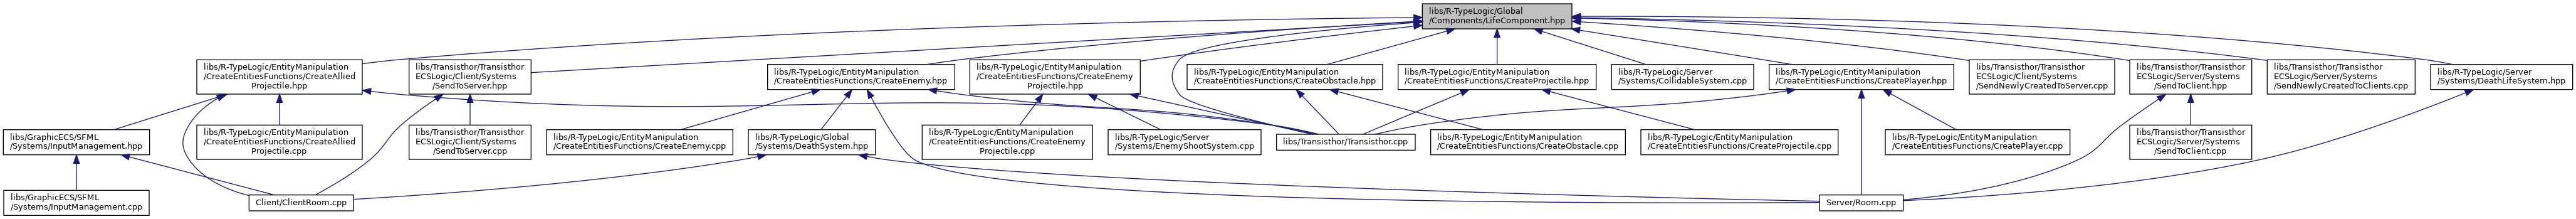 libs/R-TypeLogic/Global
/Components/LifeComponent.hpp
libs/R-TypeLogic/EntityManipulation
/CreateEntitiesFunctions/CreateAllied
Projectile.hpp
libs/Transisthor/Transisthor
ECSLogic/Client/Systems
/SendToServer.hpp
libs/R-TypeLogic/EntityManipulation
/CreateEntitiesFunctions/CreateEnemy.hpp
libs/R-TypeLogic/EntityManipulation
/CreateEntitiesFunctions/CreateEnemy
Projectile.hpp
libs/R-TypeLogic/EntityManipulation
/CreateEntitiesFunctions/CreateObstacle.hpp
libs/R-TypeLogic/EntityManipulation
/CreateEntitiesFunctions/CreateProjectile.hpp
libs/R-TypeLogic/Server
/Systems/CollidableSystem.cpp
libs/R-TypeLogic/EntityManipulation
/CreateEntitiesFunctions/CreatePlayer.hpp
libs/Transisthor/Transisthor
ECSLogic/Client/Systems
/SendNewlyCreatedToServer.cpp
libs/Transisthor/Transisthor
ECSLogic/Server/Systems
/SendToClient.hpp
libs/Transisthor/Transisthor
ECSLogic/Server/Systems
/SendNewlyCreatedToClients.cpp
libs/R-TypeLogic/Server
/Systems/DeathLifeSystem.hpp
libs/GraphicECS/SFML
/Systems/InputManagement.hpp
libs/R-TypeLogic/EntityManipulation
/CreateEntitiesFunctions/CreateAllied
Projectile.cpp
libs/Transisthor/Transisthor
ECSLogic/Client/Systems
/SendToServer.cpp
libs/R-TypeLogic/EntityManipulation
/CreateEntitiesFunctions/CreateEnemy.cpp
libs/R-TypeLogic/Global
/Systems/DeathSystem.hpp
libs/R-TypeLogic/EntityManipulation
/CreateEntitiesFunctions/CreateEnemy
Projectile.cpp
libs/R-TypeLogic/Server
/Systems/EnemyShootSystem.cpp
libs/Transisthor/Transisthor.cpp
libs/R-TypeLogic/EntityManipulation
/CreateEntitiesFunctions/CreateObstacle.cpp
libs/R-TypeLogic/EntityManipulation
/CreateEntitiesFunctions/CreateProjectile.cpp
libs/R-TypeLogic/EntityManipulation
/CreateEntitiesFunctions/CreatePlayer.cpp
libs/Transisthor/Transisthor
ECSLogic/Server/Systems
/SendToClient.cpp
libs/GraphicECS/SFML
/Systems/InputManagement.cpp
Client/ClientRoom.cpp
Server/Room.cpp